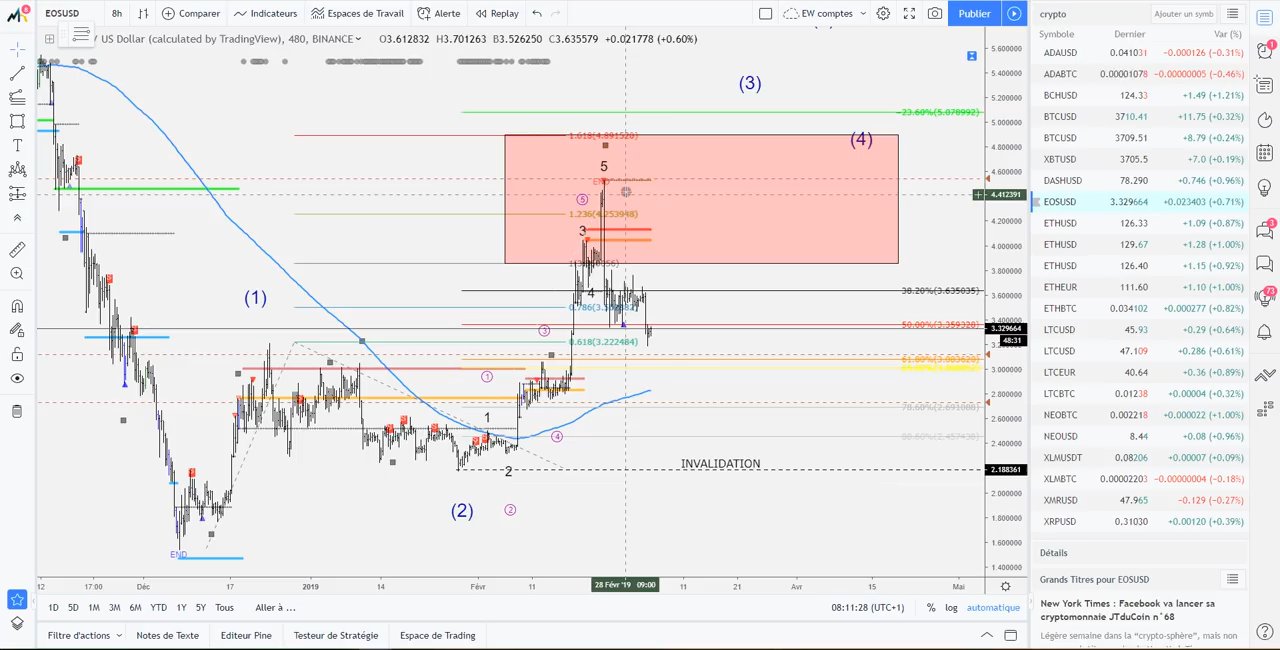 EOSUSD 8h Comparer Indicateurs Espaces de Travail Alerte Replay EW comptes Publier
crypto Ajouter un symb
8
US Dollar (calculated by TradingView), 480, BINANCE O3.612832 H3.701263 B3.526250 C3.635579 +0.021778 (+0.60%)
Symbole Dernier Var (%)
ADAUSD 0.041031 −0.000126 (−0.31%)
ADABTC 0.00001078 −0.00000005 (−0.46%)
BCHUSD 124.33 +1.49 (+1.21%)
BTCUSD 3710.41 +11.75 (+0.32%)
BTCUSD 3709.51 +8.79 (+0.24%)
XBTUSD 3705.5 +7.0 (+0.19%)
DASHUSD 78.290 +0.746 (+0.96%)
EOSUSD 3.329664 +0.023403 (+0.71%)
ETHUSD 126.33 +1.09 (+0.87%)
ETHUSD 129.67 +1.28 (+1.00%)
ETHUSD 126.40 +1.15 (+0.92%)
ETHEUR 111.60 +1.10 (+1.00%)
ETHBTC 0.034102 +0.000277 (+0.82%)
LTCUSD 45.93 +0.29 (+0.64%)
LTCUSD 47.109 +0.286 (+0.61%)
LTCEUR 40.64 +0.36 (+0.89%)
LTCBTC 0.01238 +0.00004 (+0.32%)
NEOBTC 0.002218 +0.000022 (+1.00%)
NEOUSD 8.44 +0.08 (+0.96%)
XLMUSDT 0.08206 +0.00007 (+0.09%)
XLMBTC 0.00002203 −0.00000004 (−0.18%)
XMRUSD 47.965 −0.129 (−0.27%)
XRPUSD 0.31030 +0.00120 (+0.39%)
Détails
Grands Titres pour EOSUSD
New York Times : Facebook va lancer sa
cryptomonnaie JTduCoin n°68
Légère semaine dans la “crypto-sphère”, mais non
1
3
73
5.600000
5.400000
5.200000
5.000000
4.800000
4.600000
4.412391
4.200000
4.000000
3.800000
3.600000
3.400000
3.329664
48:31
3.000000
2.800000
2.600000
2.400000
2.188361
2.000000
1.800000
1.600000
1.400000
(3)
23.60%(5.078992)
1.618(4.891520)
(4)
5
END
5
1.236(4.253948)
3
4
38.20%(3.635035)
(1)
50.00%(3.359320)
3
0.618(3.222484)
1
1
78.60%(2.691086)
4
INVALIDATION
2
(2)
2
END
12 17:00 Déc 17 2019 14 Févr 11 28 Févr '19 09:00 11 21 Avr 15 Mai
1D 5D 1M 3M 6M YTD 1Y 5Y Tous Aller à ... 08:11:28 (UTC+1) % log automatique
Filtre d'actions Notes de Texte Editeur Pine Testeur de Stratégie Espace de Trading